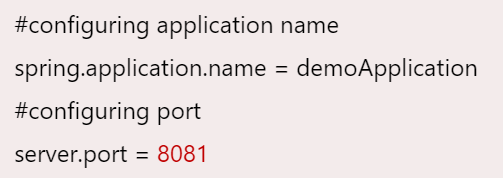 #configuring application name
spring.application.name = demoApplication
#configuring port
server.port = 8081